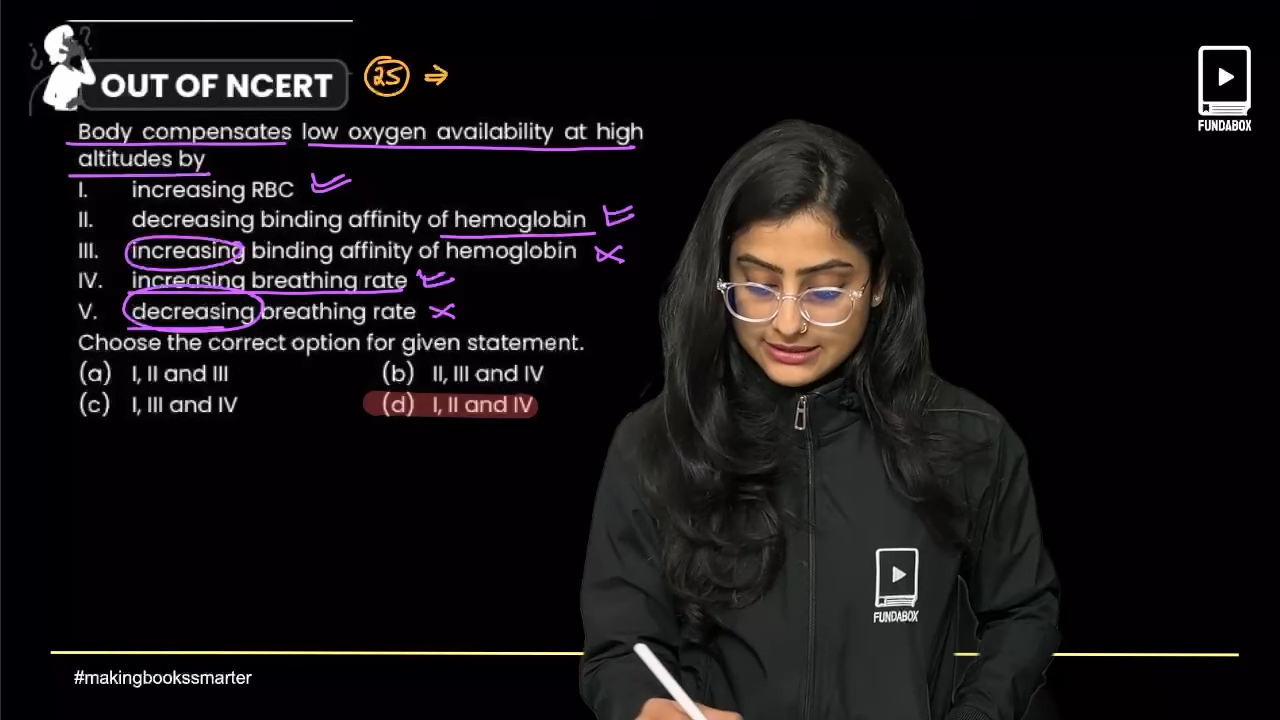 OUT OF NCERT
25 ⇒
FUNDABOX
Body compensates low oxygen availability at high
altitudes by
I. increasing RBC
II. decreasing binding affinity of hemoglobin
III. increasing binding affinity of hemoglobin
IV. increasing breathing rate
V. decreasing breathing rate
Choose the correct option for given statement.
(a) I, II and III (b) II, III and IV
(c) I, III and IV (d) I, II and IV
FUNDABOX
#makingbookssmarter